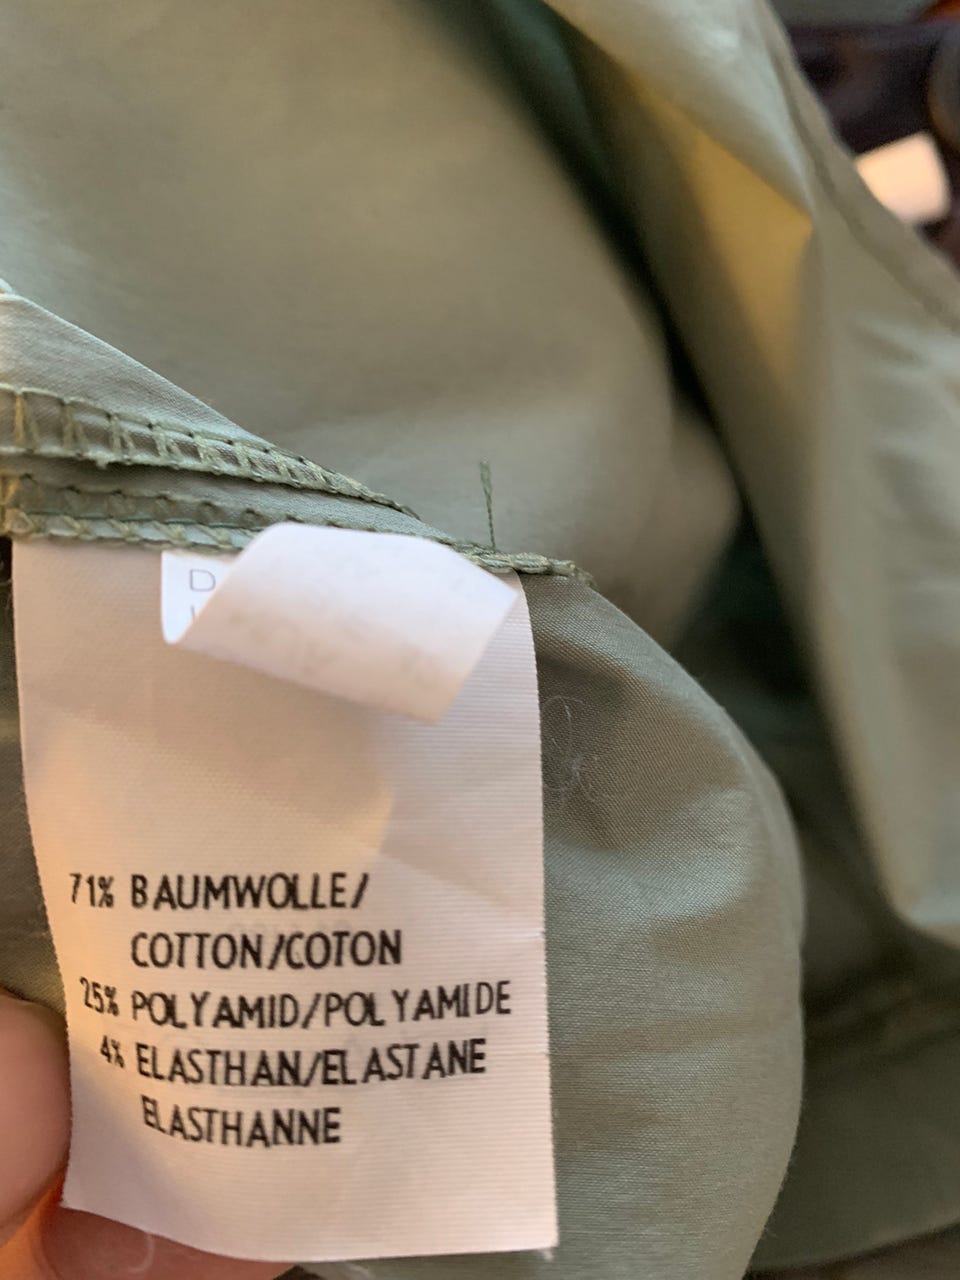 D
71% BAUMWOLLE/
COTTON/COTON
25% POLYAMID/POLYAMIDE
4% ELASTHAN/ELASTANE
ELASTHANNE